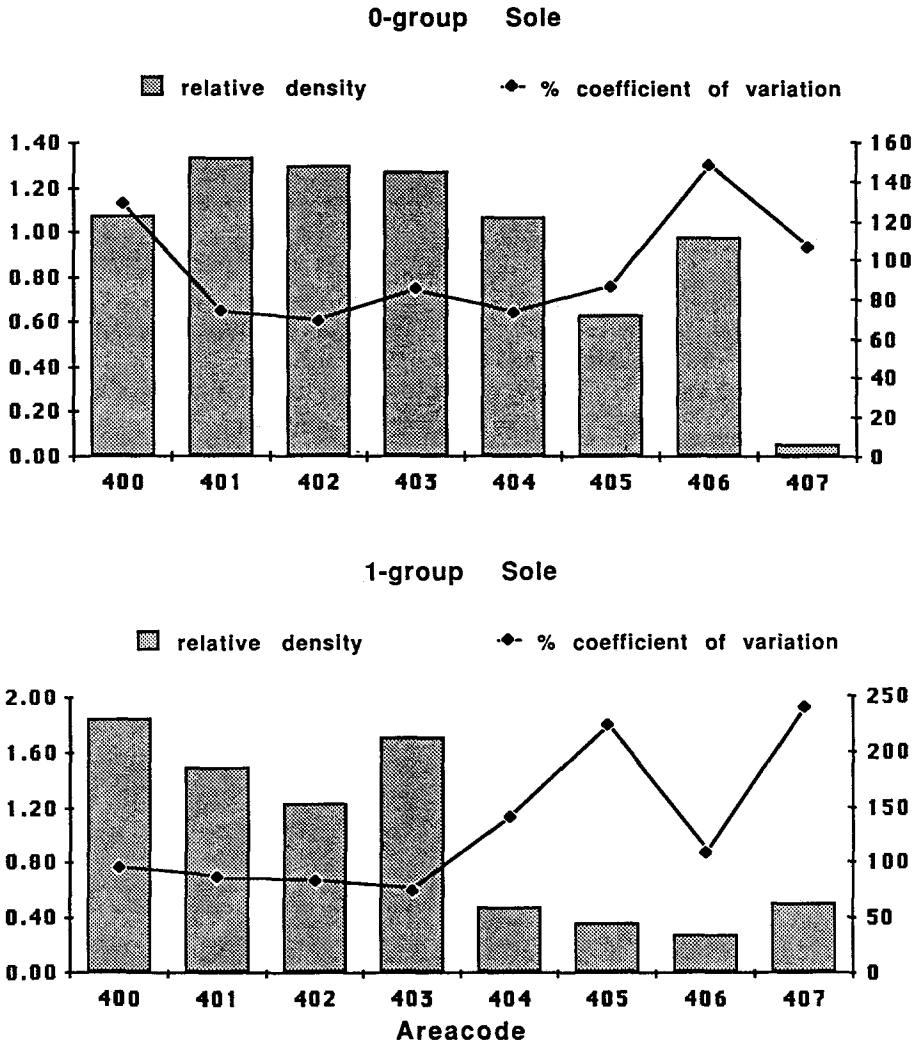 0-group Sole
relative density % coefficient of variation
1.40 160
1.20 140
1.00 120
0.80 100
0.60 80
0.40 60
0.20 40
0.00 20
0
400 401 402 403 404 405 406 407
1-group Sole
relative density % coefficient of variation
2.00 250
1.60 200
1.20 150
0.80 100
0.40 50
0.00 0
400 401 402 403 404 405 406 407
Areacode